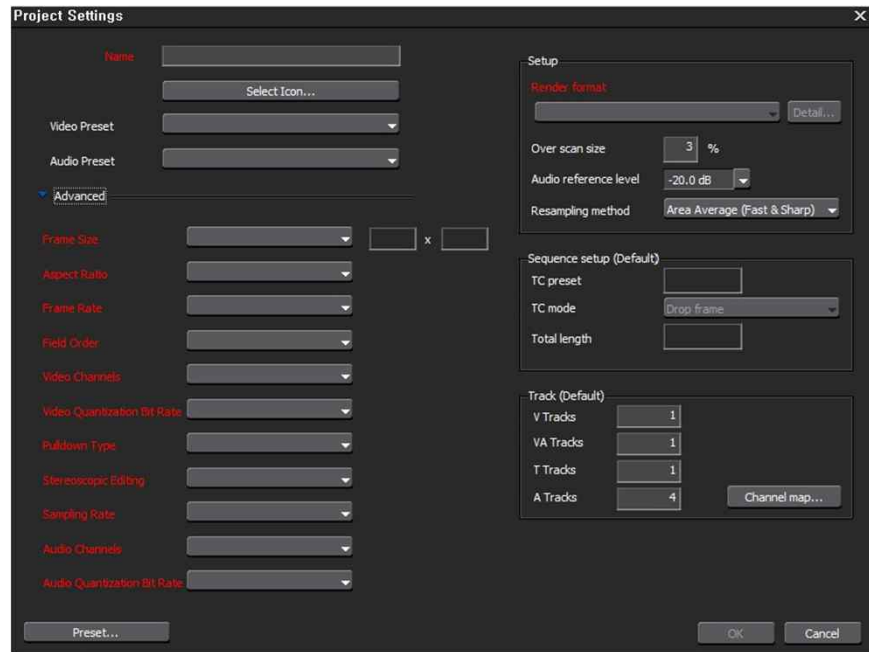 Project Settings
Name
Select Icon...
Video Preset
Audio Preset
Advanced
Frame Size
x
Aspect Ratio
Frame Rate
Field Order
Video Channels
Video Quantization Bit Rate
Pulldown Type
Stereoscopic Editing
Sampling Rate
Audio Channels
Audio Quantization Bit Rate
Preset...
Setup
Render format
Detail...
Over scan size 3 %
Audio reference level -20.0 dB
Resampling method Area Average (Fast & Sharp)
Sequence setup (Default)
TC preset
TC mode Drop frame
Total length
Track (Default)
V Tracks 1
VA Tracks 1
T Tracks 1
A Tracks 4 Channel map...
OK Cancel